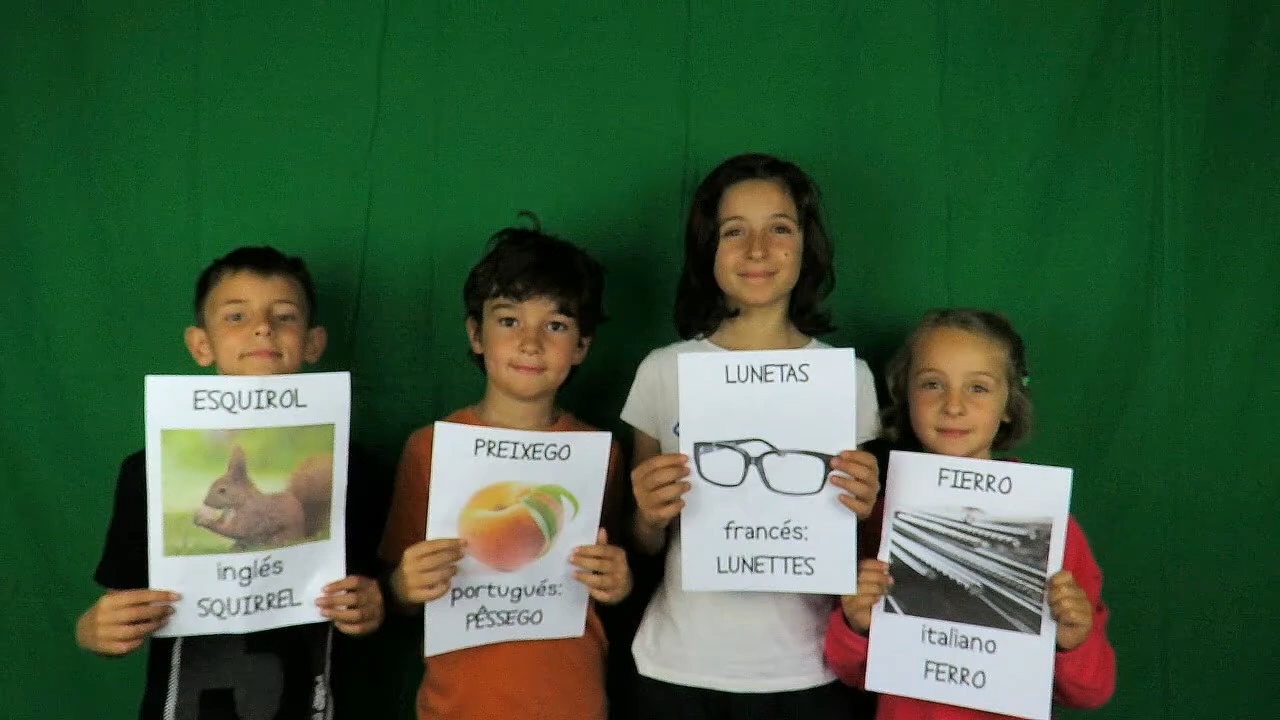 ESQUIROL
inglés
SQUIRREL
PREIXEGO
portugués:
PÊSSEGO
LUNETAS
francés:
LUNETTES
FIERRO
italiano
FERRO